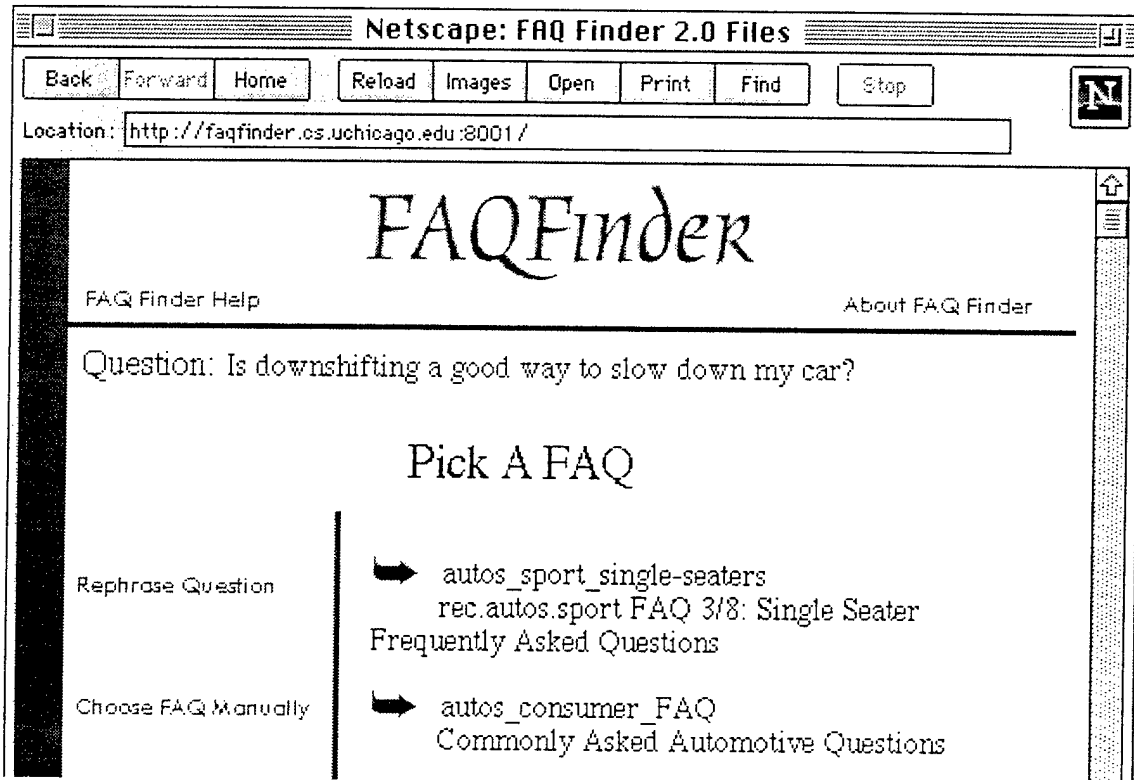 Netscape: FAQ Finder 2.0 Files
Back Forward Home Reload Images Open Print Find Stop
N
Location: http://faqfinder.cs.uchicago.edu:8001/
FAQFinder
FAQ Finder Help About FAQ Finder
Question: Is downshifting a good way to slow down my car?
Pick A FAQ
Rephrase Question
autos_sport_single-seaters
rec.autos.sport FAQ 3/8: Single Seater
Frequently Asked Questions
Choose FAQ Manually
autos_consumer_FAQ
Commonly Asked Automotive Questions